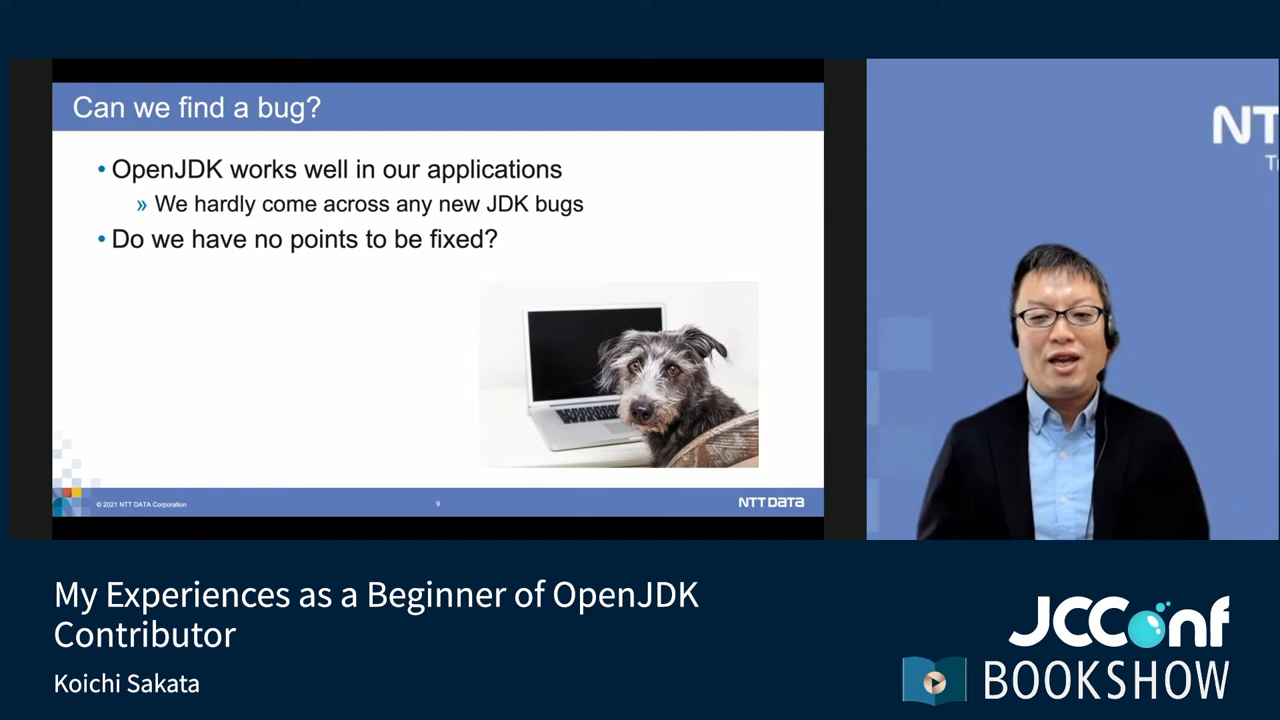 Can we find a bug?
• OpenJDK works well in our applications
» We hardly come across any new JDK bugs
• Do we have no points to be fixed?
© 2021 NTT DATA Corporation
9
NTT DATA
NT
T
My Experiences as a Beginner of OpenJDK
Contributor
Koichi Sakata
JCConf
BOOKSHOW